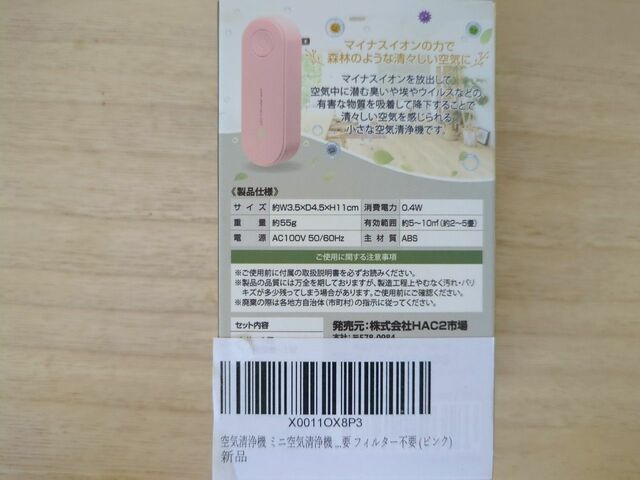 マイナスイオンの力で
森林のような清々しい空気に
マイナスイオンを放出して
空気中に潜む臭いや埃やウイルスなどの
有害な物質を吸着して降下することで
清々しい空気を感じられる
小さな空気清浄機です。
《製品仕様》
サイズ 約W3.5×D4.5×H11cm 消費電力 0.4W
重量 約55g 有効範囲 約5～10㎡(約2～5畳)
電源 AC100V 50/60Hz 主材質 ABS
ご使用に関する注意事項
※ご使用前に付属の取扱説明書を必ずお読みください。
※製品の品質には万全を期しておりますが、製造工程上やむなく汚れ・バリ
キズが多少残ってしまう場合があります。ご使用前にご確認ください。
※廃棄の際は各地方自治体(市町村)の指示に従ってください。
セット内容
発売元：株式会社HAC2市場
本社：〒578-0984
X0011OX8P3
空気清浄機 ミニ空気清浄機 ...要 フィルター不要 (ピンク)
新品